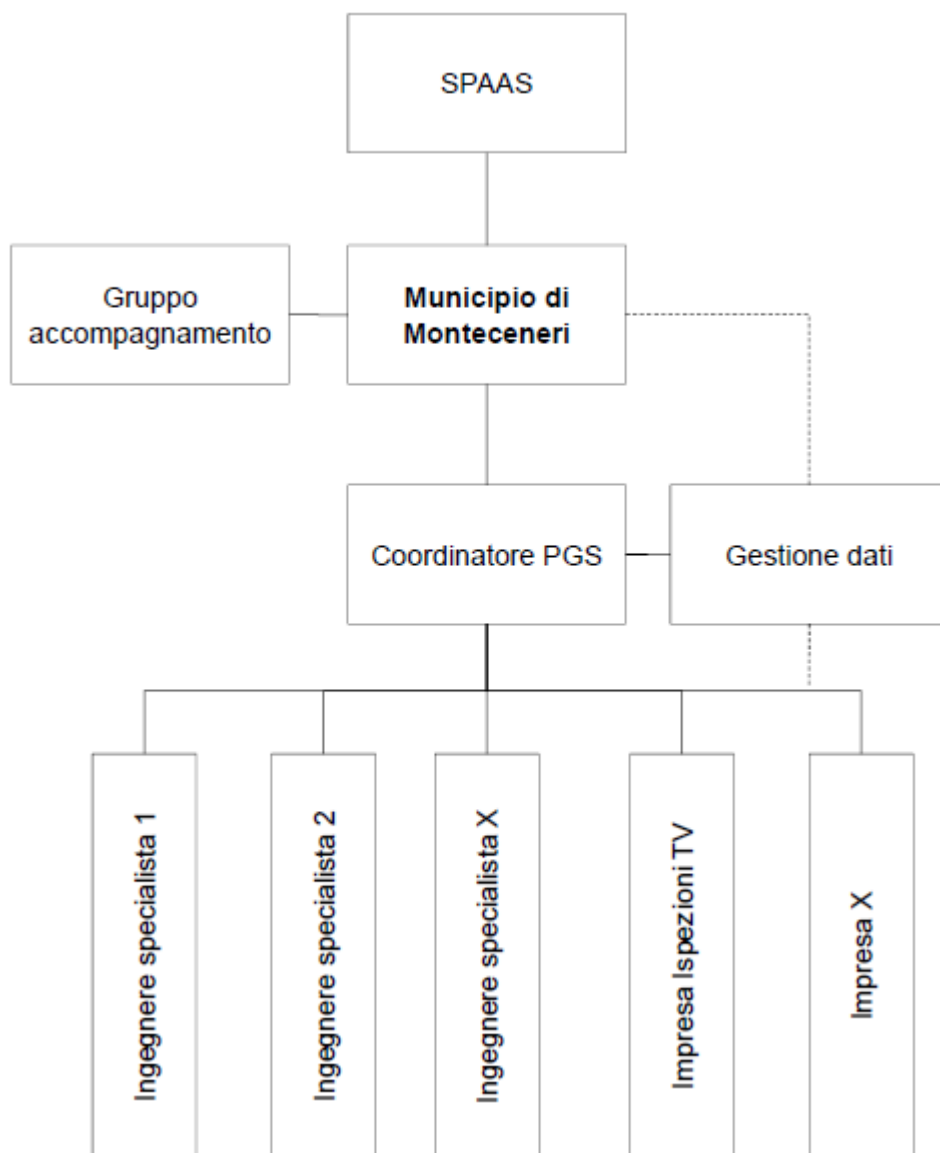 SPAAS
Gruppo
accompagnamento
Municipio di
Monteceneri
Coordinatore PGS
Gestione dati
Ingegnere specialista 1
Ingegnere specialista 2
Ingegnere specialista X
Impresa Ispezioni TV
Impresa X